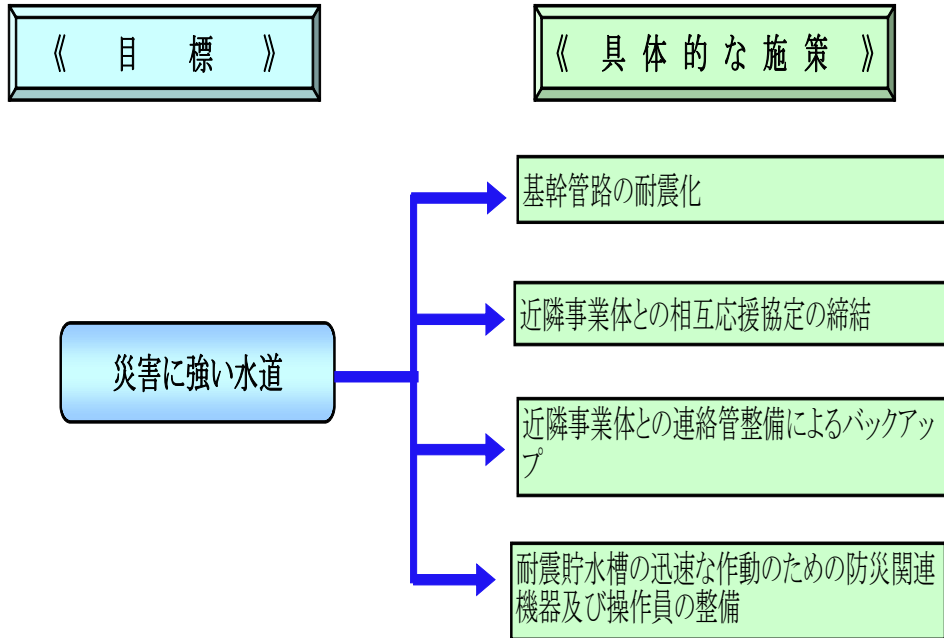 《 目 標 》
《 具 体 的 な 施 策 》
基幹管路の耐震化
近隣事業体との相互応援協定の締結
災害に強い水道
近隣事業体との連絡管整備によるバックアッ
プ
耐震貯水槽の迅速な作動のための防災関連
機器及び操作員の整備